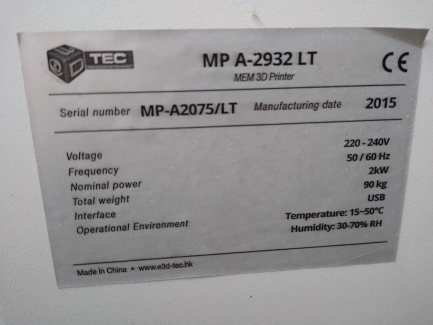 TEC
MP A-2932 LT
MEM 3D Printer
CE
Serial number MP-A2075/LT Manufacturing date 2015
Voltage 220 - 240V
Frequency 50 / 60 Hz
Nominal power 2kW
Total weight 90 kg
Interface USB
Operational Environment Temperature: 15-50°C
Humidity: 30-70% RH
Made in China • www.e3d-tec.hk